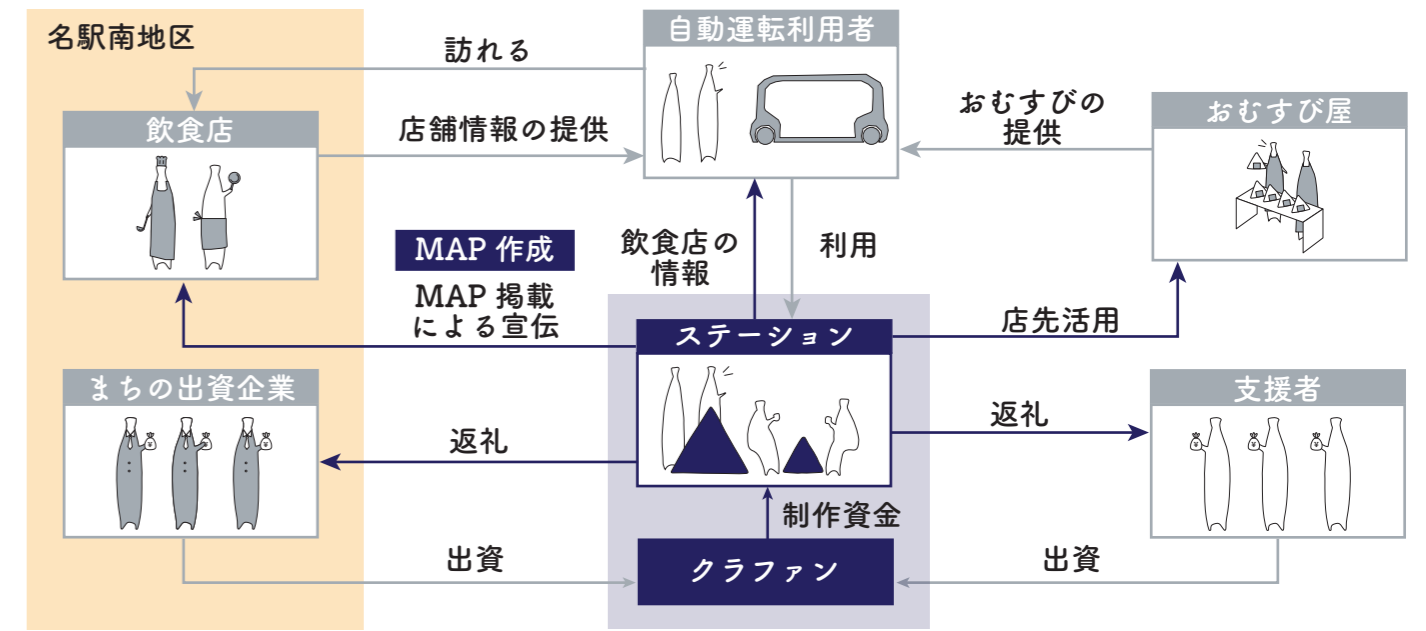 名駅南地区
自動運転利用者
訪れる
飲食店
店舗情報の提供
おむすびの
提供
おむすび屋
MAP 作成
MAP 掲載
による宣伝
飲食店の
情報
利用
ステーション
店先活用
まちの出資企業
返礼
返礼
支援者
制作資金
出資
クラファン
出資
¥
¥
¥
¥
¥
¥